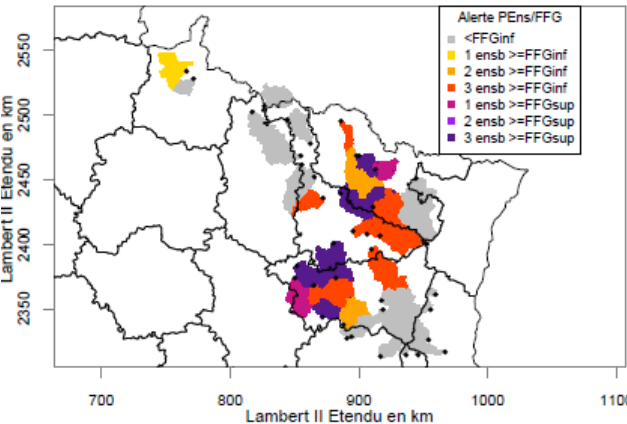 Alerte PEns/FFG
<FFGinf
1 ensb >=FFGinf
2 ensb >=FFGinf
3 ensb >=FFGinf
1 ensb >=FFGsup
2 ensb >=FFGsup
3 ensb >=FFGsup
Lambert II Etendu en km
2550
2500
2450
2400
2350
700
800
900
1000
1100
Lambert II Etendu en km